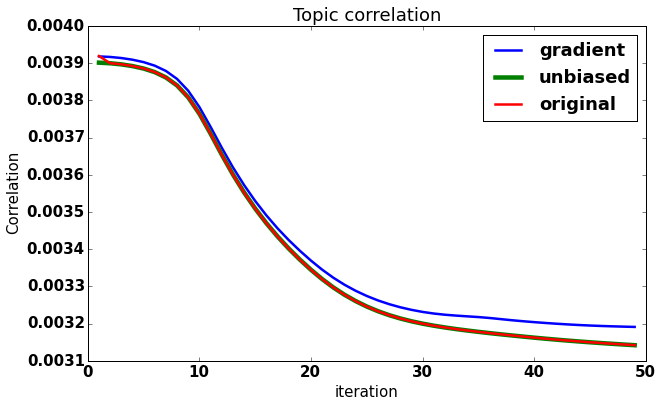 Topic correlation
gradient
unbiased
original
Correlation
0.0040
0.0039
0.0038
0.0037
0.0036
0.0035
0.0034
0.0033
0.0032
0.0031
0 10 20 30 40 50
iteration